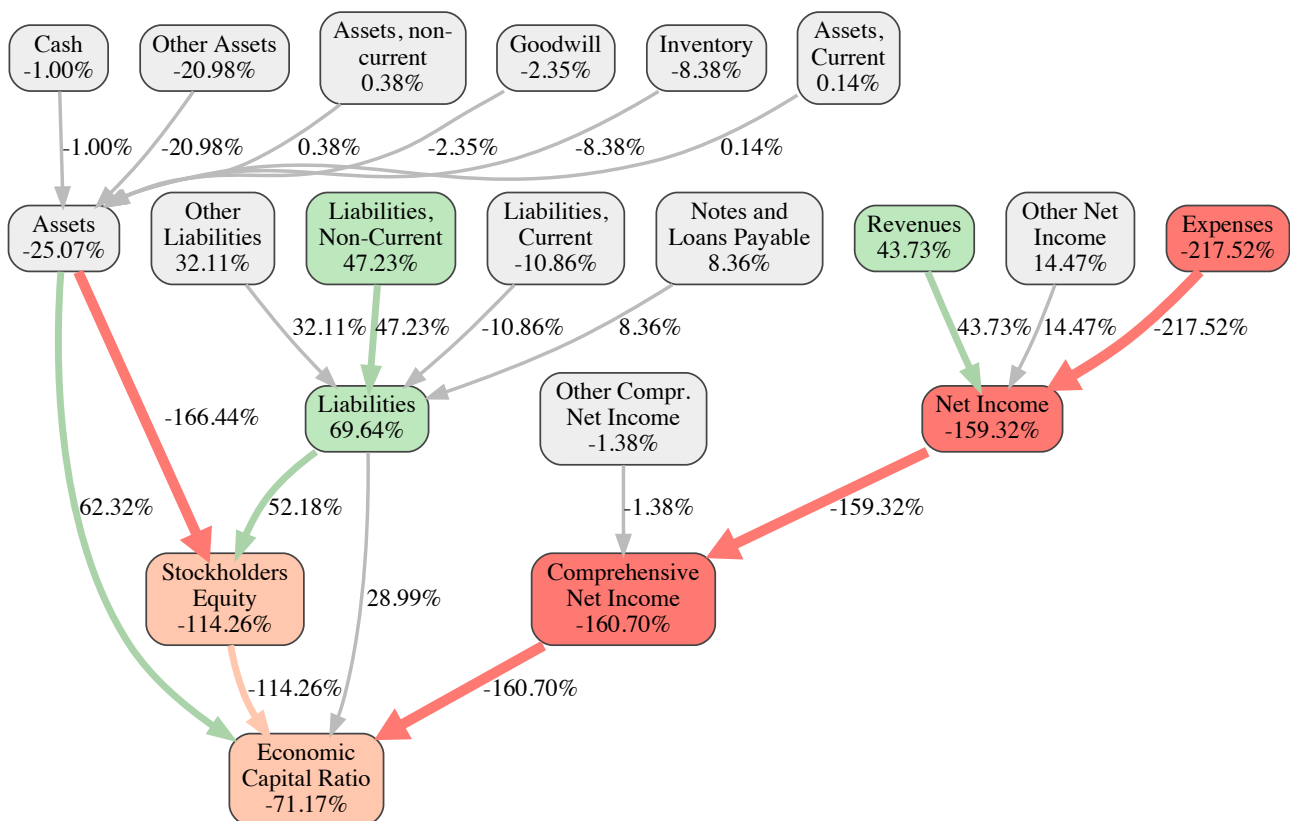 Cash
-1.00%
Other Assets
-20.98%
Assets, non-
current
0.38%
Goodwill
-2.35%
Inventory
-8.38%
Assets,
Current
0.14%
-1.00%
-20.98%
0.38%
-2.35%
-8.38%
0.14%
Assets
-25.07%
Other
Liabilities
32.11%
Liabilities,
Non-Current
47.23%
Liabilities,
Current
-10.86%
Notes and
Loans Payable
8.36%
Revenues
43.73%
Other Net
Income
14.47%
Expenses
-217.52%
32.11%
47.23%
-10.86%
8.36%
43.73%
14.47%
-217.52%
-166.44%
Liabilities
69.64%
Other Compr.
Net Income
-1.38%
Net Income
-159.32%
62.32%
52.18%
-1.38%
-159.32%
Stockholders
Equity
-114.26%
28.99%
Comprehensive
Net Income
-160.70%
-114.26%
-160.70%
Economic
Capital Ratio
-71.17%